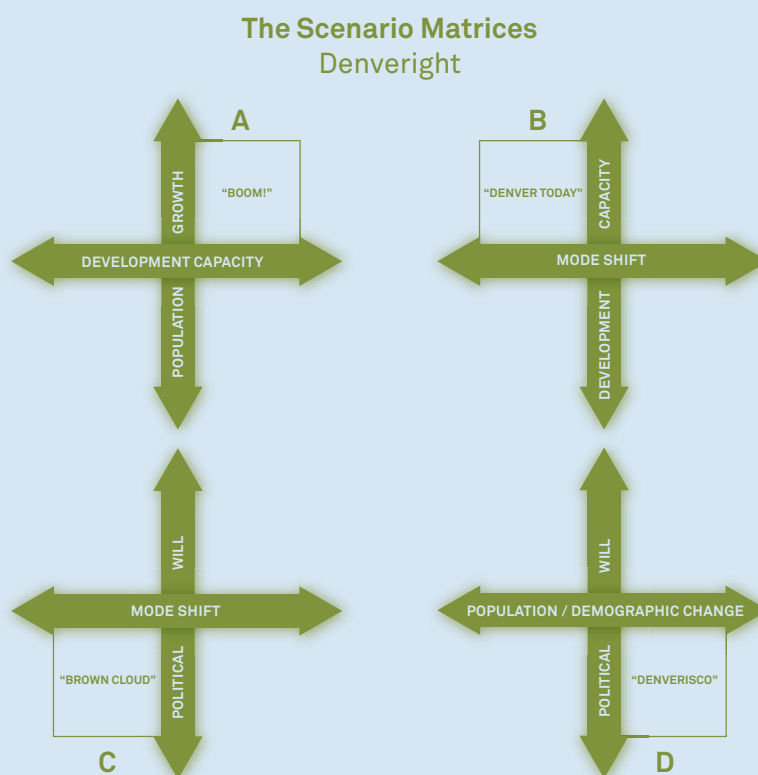 The Scenario Matrices
Denveright
A
B
GROWTH
"BOOM!"
"DENVER TODAY"
CAPACITY
DEVELOPMENT CAPACITY
MODE SHIFT
POPULATION
DEVELOPMENT
WILL
WILL
MODE SHIFT
POPULATION / DEMOGRAPHIC CHANGE
"BROWN CLOUD"
POLITICAL
POLITICAL
"DENVERISCO"
C
D